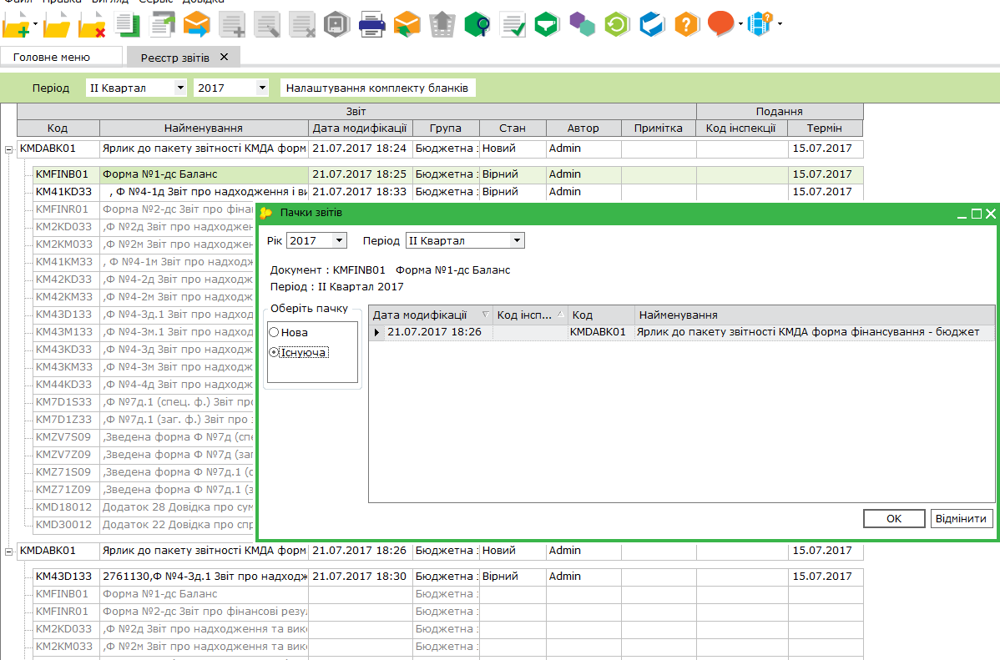 Файл Правка Вигляд Сервіс Довідка
Головне меню Реєстр звітів
Період II Квартал 2017 Налаштування комплекту бланків
Звіт Подання
Код Найменування Дата модифікації Група Стан Автор Примітка Код інспекції Термін
KMDABK01 Ярлик до пакету звітності КМДА форм 21.07.2017 18:24 Бюджетна : Новий Admin 15.07.2017
KMFINB01 Форма №1-дс Баланс 21.07.2017 18:25 Бюджетна : Вірний Admin 15.07.2017
KM41KD33 , Ф №4-1д Звіт про надходження і ви 21.07.2017 18:33 Бюджетна : Вірний Admin 15.07.2017
KMFINR01 Форма №2-дс Звіт про фінан
KM2KD033 ,Ф №2д Звіт про надходжен
KM2KM033 ,Ф №2м Звіт про надходжен
KM41KM33 , Ф №4-1м Звіт про надходж
KM42KD33 ,Ф №4-2д Звіт про надходж
KM42KM33 ,Ф №4-2м Звіт про надходж
KM43D133 ,Ф №4-3д.1 Звіт про надход
KM43M133 ,Ф №4-3м.1 Звіт про надход
KM43KD33 ,Ф №4-3д Звіт про надходж
KM43KM33 ,Ф №4-3м Звіт про надходж
KM44KD33 ,Ф №4-4д Звіт про надходж
KM7D1S33 ,Ф №7д.1 (спец. ф.) Звіт про
KM7D1Z33 ,Ф №7д.1 (заг. ф.) Звіт про
KMZV7S09 ,Зведена форма Ф №7д (спе
KMZV7Z09 ,Зведена форма Ф №7д (заг
KMZ71S09 ,Зведена форма Ф №7д.1 (с
KMZ71Z09 ,Зведена форма Ф №7д.1 (з
KMD18012 Додаток 28 Довідка про сум
KMD30012 Додаток 22 Довідка про спр
Пачки звітів
Рік 2017 Період II Квартал
Документ : KMFINB01 Форма №1-дс Баланс
Період : II Квартал 2017
Оберіть пачку
Нова
Існуюча
Дата модифікації Код інсп... Код Найменування
21.07.2017 18:26 KMDABK01 Ярлик до пакету звітності КМДА форма фінансування - бюджет
OK Відмінити
KMDABK01 Ярлик до пакету звітності КМДА форм 21.07.2017 18:26 Бюджетна : Новий Admin 15.07.2017
KM43D133 2761130,Ф №4-3д.1 Звіт про надходж 21.07.2017 18:30 Бюджетна : Вірний Admin 15.07.2017
KMFINB01 Форма №1-дс Баланс Бюджетна :
KMFINR01 Форма №2-дс Звіт про фінансові резул Бюджетна :
KM2KD033 ,Ф №2д Звіт про надходження та вико Бюджетна :
KM2KM033 ,Ф №2м Звіт про надходження та вико Бюджетна :